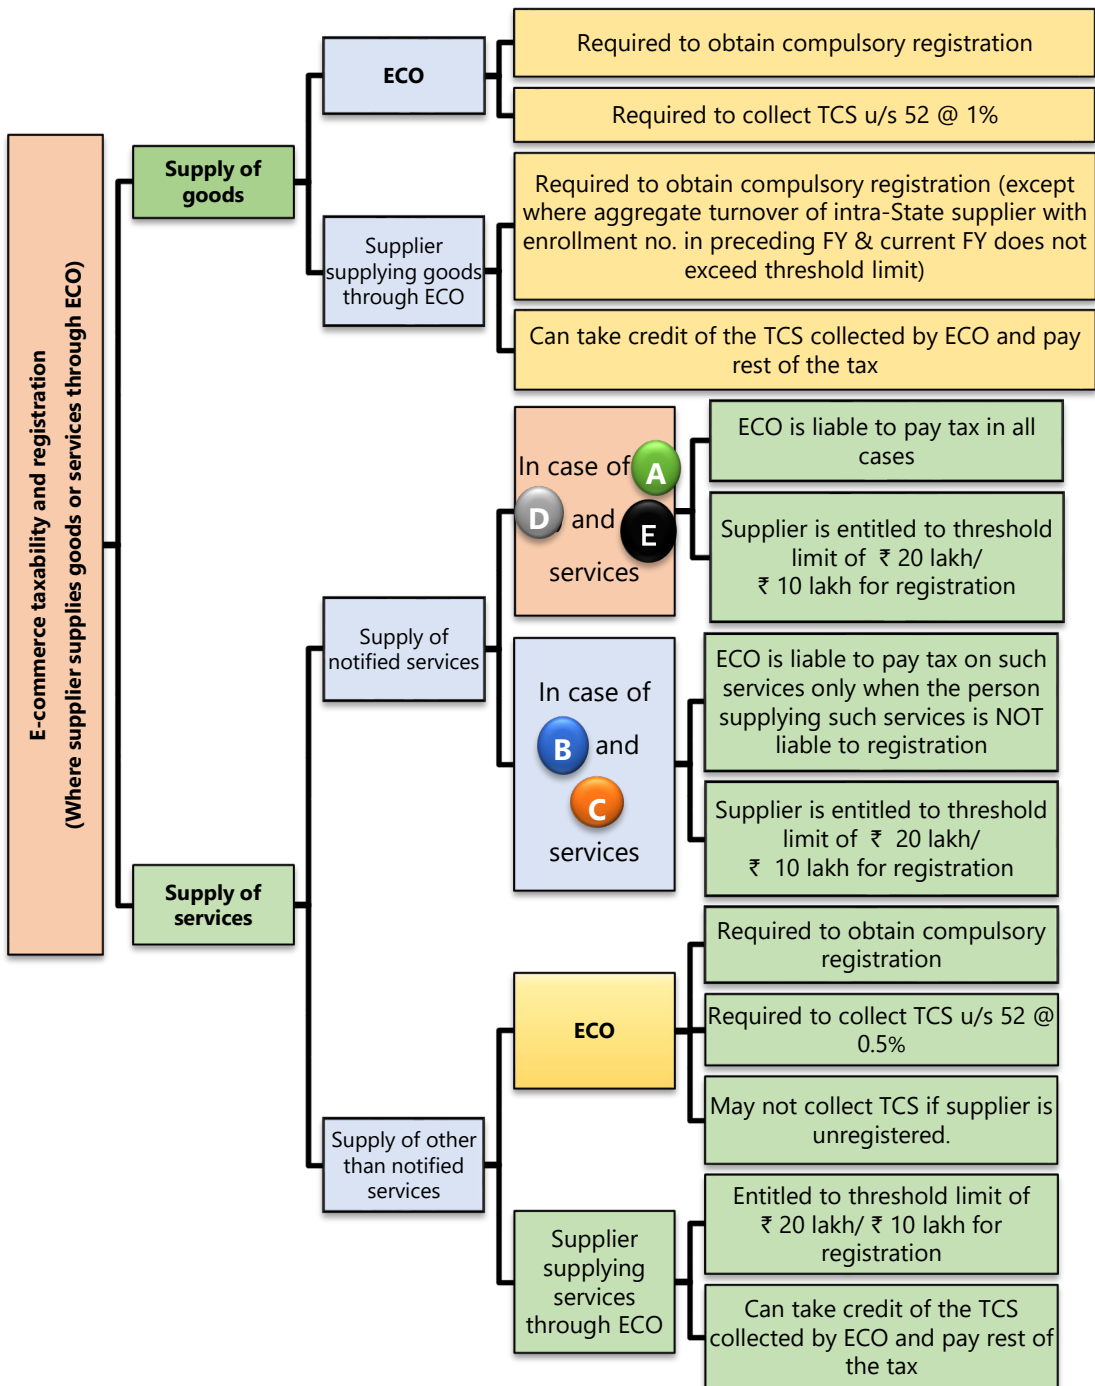 E-commerce taxability and registration
(Where supplier supplies goods or services through ECO)
Supply of
goods
ECO
Required to obtain compulsory registration
Required to collect TCS u/s 52 @ 1%
Supplier
supplying goods
through ECO
Required to obtain compulsory registration (except
where aggregate turnover of intra-State supplier with
enrollment no. in preceding FY & current FY does not
exceed threshold limit)
Can take credit of the TCS collected by ECO and pay
rest of the tax
Supply of
services
Supply of
notified services
In case of A
D, and E
services
ECO is liable to pay tax in all
cases
Supplier is entitled to threshold
limit of ₹ 20 lakh/
₹ 10 lakh for registration
In case of
B and
C
services
ECO is liable to pay tax on such
services only when the person
supplying such services is NOT
liable to registration
Supplier is entitled to threshold
limit of ₹ 20 lakh/
₹ 10 lakh for registration
Supply of other
than notified
services
ECO
Required to obtain compulsory
registration
Required to collect TCS u/s 52 @
0.5%
May not collect TCS if supplier is
unregistered.
Supplier
supplying
services
through ECO
Entitled to threshold limit of
₹ 20 lakh/ ₹ 10 lakh for
registration
Can take credit of the TCS
collected by ECO and pay rest of
the tax